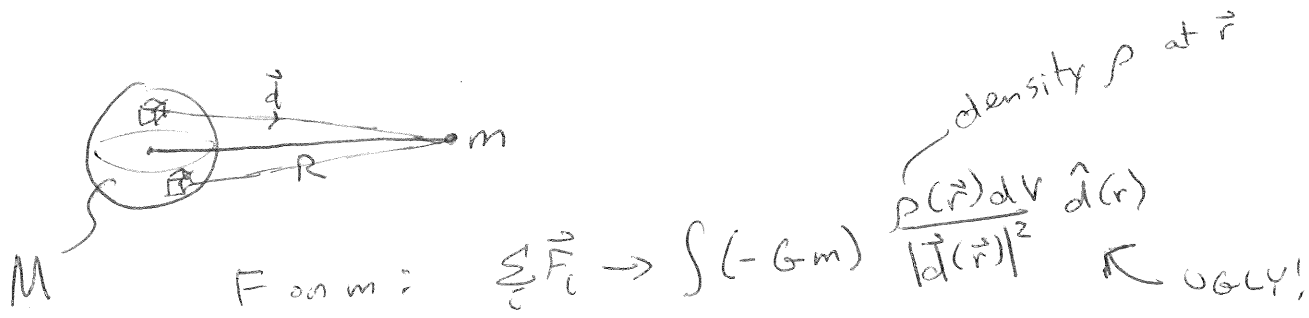 density ρ at r⃗
d⃗
m
R
M
F on m : Σᵢ F⃗ᵢ → ∫ (-Gm) ρ(r⃗)dV / |d⃗(r⃗)|² d̂(r)
UGLY!